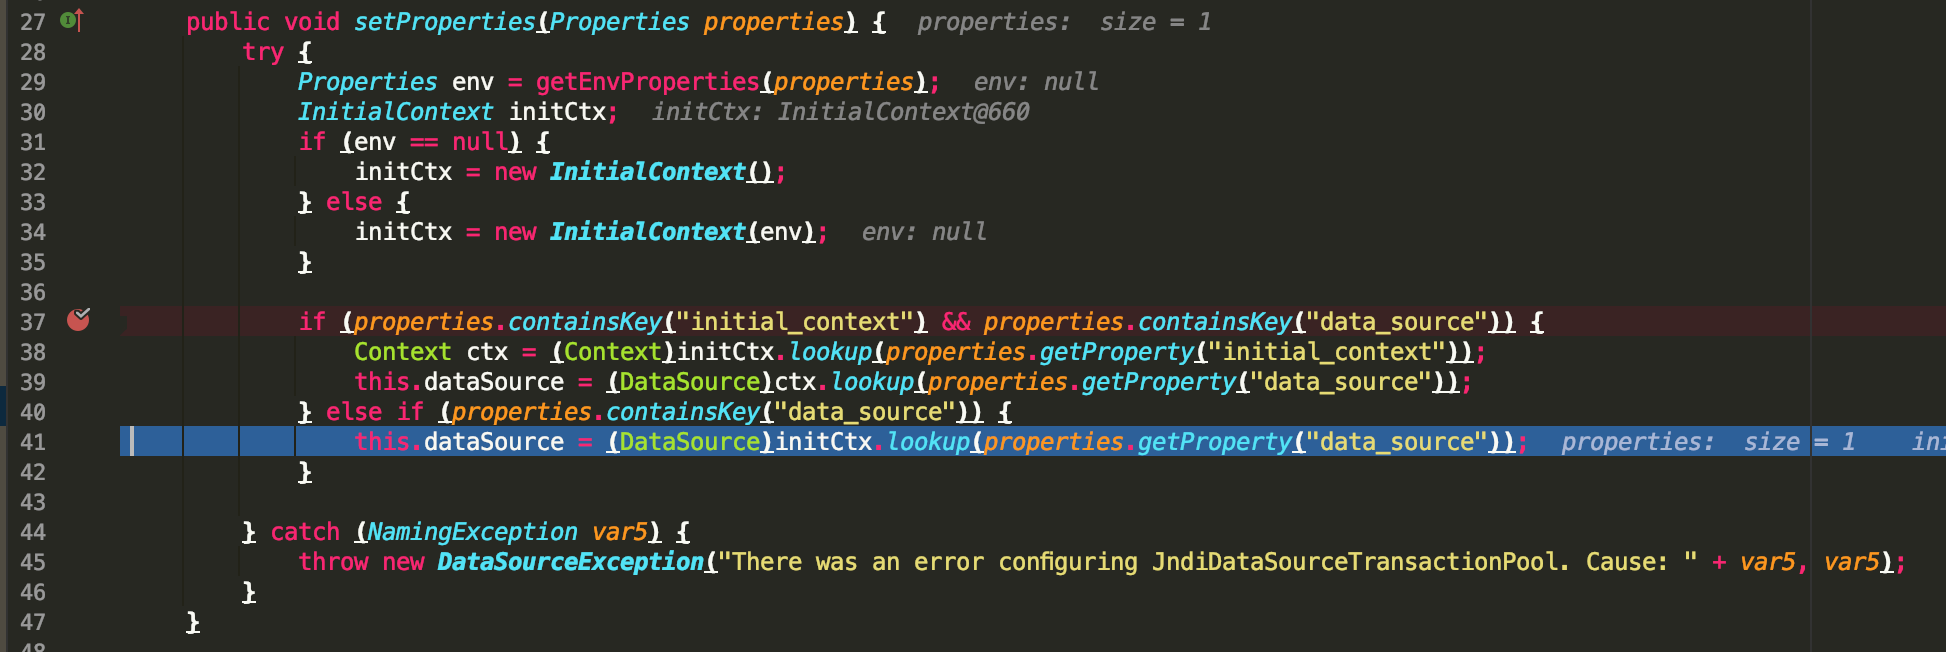 27 public void setProperties(Properties properties) { properties: size = 1
28 try {
29 Properties env = getEnvProperties(properties); env: null
30 InitialContext initCtx; initCtx: InitialContext@660
31 if (env == null) {
32 initCtx = new InitialContext();
33 } else {
34 initCtx = new InitialContext(env); env: null
35 }
36
37 if (properties.containsKey("initial_context") && properties.containsKey("data_source")) {
38 Context ctx = (Context)initCtx.lookup(properties.getProperty("initial_context"));
39 this.dataSource = (DataSource)ctx.lookup(properties.getProperty("data_source"));
40 } else if (properties.containsKey("data_source")) {
41 this.dataSource = (DataSource)initCtx.lookup(properties.getProperty("data_source")); properties: size = 1
42 }
43
44 } catch (NamingException var5) {
45 throw new DataSourceException("There was an error configuring JndiDataSourceTransactionPool. Cause: " + var5, var5);
46 }
47 }
48